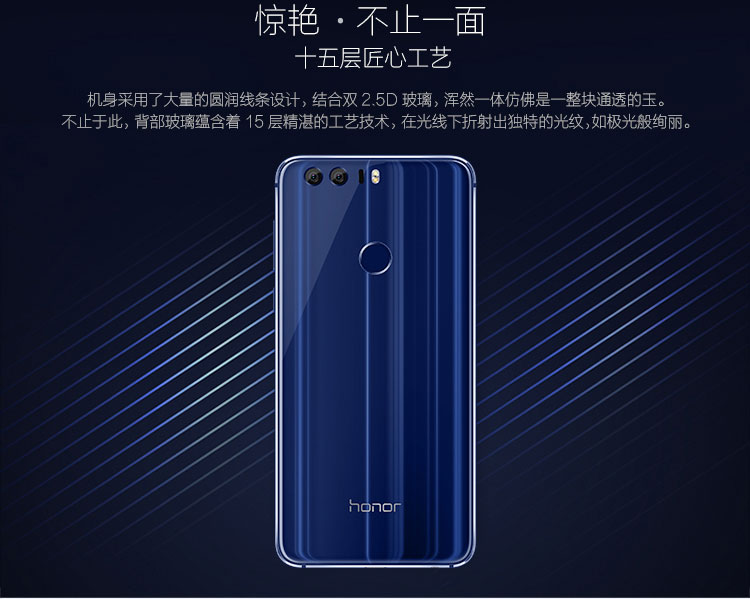 惊艳 · 不止一面
十五层匠心工艺
机身采用了大量的圆润线条设计，结合双 2.5D 玻璃，浑然一体仿佛是一整块通透的玉。
不止于此，背部玻璃蕴含着 15 层精湛的工艺技术，在光线下折射出独特的光纹，如极光般绚丽。
honor